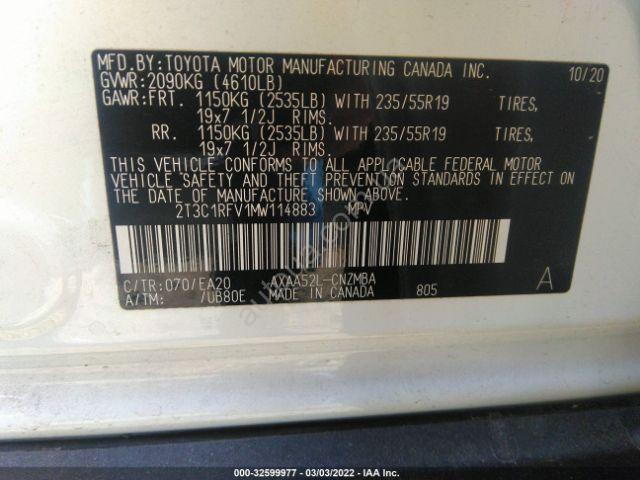 MFD.BY:TOYOTA MOTOR MANUFACTURING CANADA INC. 10/20
GVWR:2090KG (4610LB)
GAWR:FRT. 1150KG (2535LB) WITH 235/55R19 TIRES,
19x7 1/2J RIMS.
RR. 1150KG (2535LB) WITH 235/55R19 TIRES,
19x7 1/2J RIMS.
THIS VEHICLE CONFORMS TO ALL APPLICABLE FEDERAL MOTOR
VEHICLE SAFETY AND THEFT PREVENTION STANDARDS IN EFFECT ON
THE DATE OF MANUFACTURE SHOWN ABOVE.
2T3C1RFV1MW114883 MPV
C/TR:070/EA20 AXAA52L-CNZMBA A
A/TM: /UB80E MADE IN CANADA 805
000-32599977 - 03/03/2022 - IAA Inc.